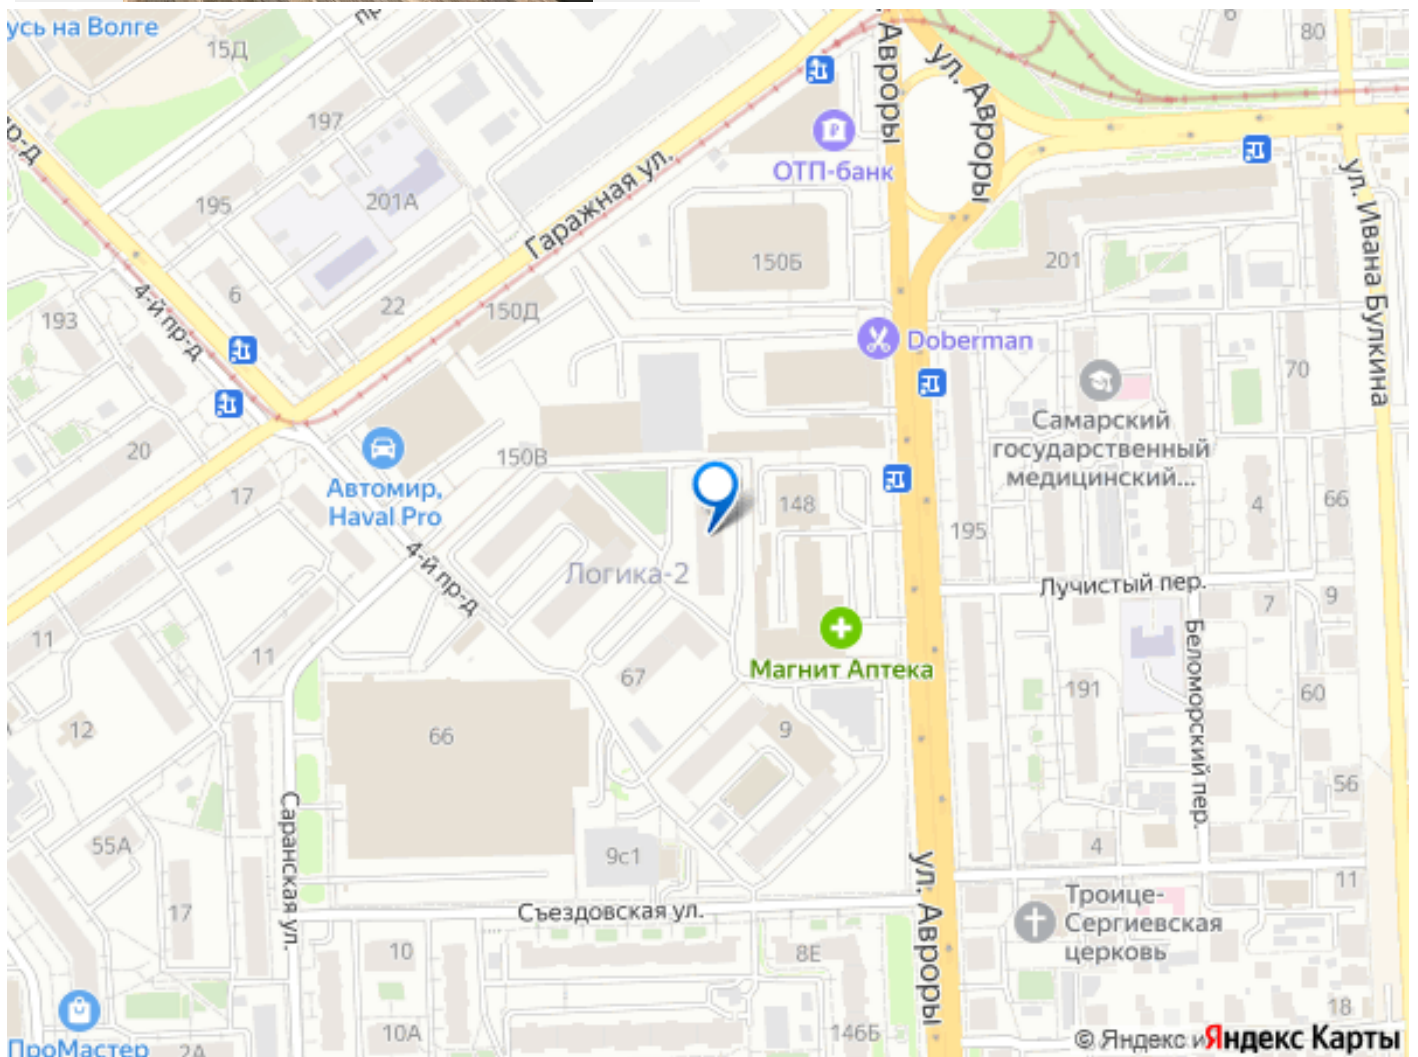 усь на Волге
15Д
80
ул. Авроры
Авроры
197
ОТП-банк
пр-д
195
201А
Гаражная ул.
ул. Ивана Булкина
150Б
201
6
22
150Д
4-й пр-д
193
Doberman
70
Самарский
государственный
медицинский...
20
150В
17
Автомир,
Haval Pro
148
4
66
195
4-й пр-д
Логика-2
Лучистый пер.
7
9
11
11
67
Магнит Аптека
Беломорский пер.
191
60
12
66
9
56
Саранская ул.
55А
9с1
4
ул. Авроры
11
17
Съездовская ул.
Троице-
Сергиевская
церковь
10
8Е
18
10А
146Б
ПроМастер
2А
© Яндекс и
Яндекс Карты